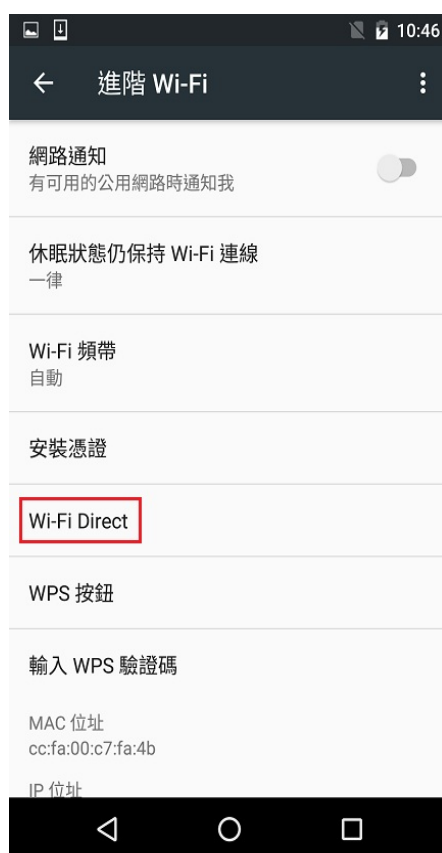 10:46
進階 Wi-Fi
網路通知
有可用的公用網路時通知我
休眠狀態仍保持 Wi-Fi 連線
一律
Wi-Fi 頻帶
自動
安裝憑證
Wi-Fi Direct
WPS 按鈕
輸入 WPS 驗證碼
MAC 位址
cc:fa:00:c7:fa:4b
IP 位址